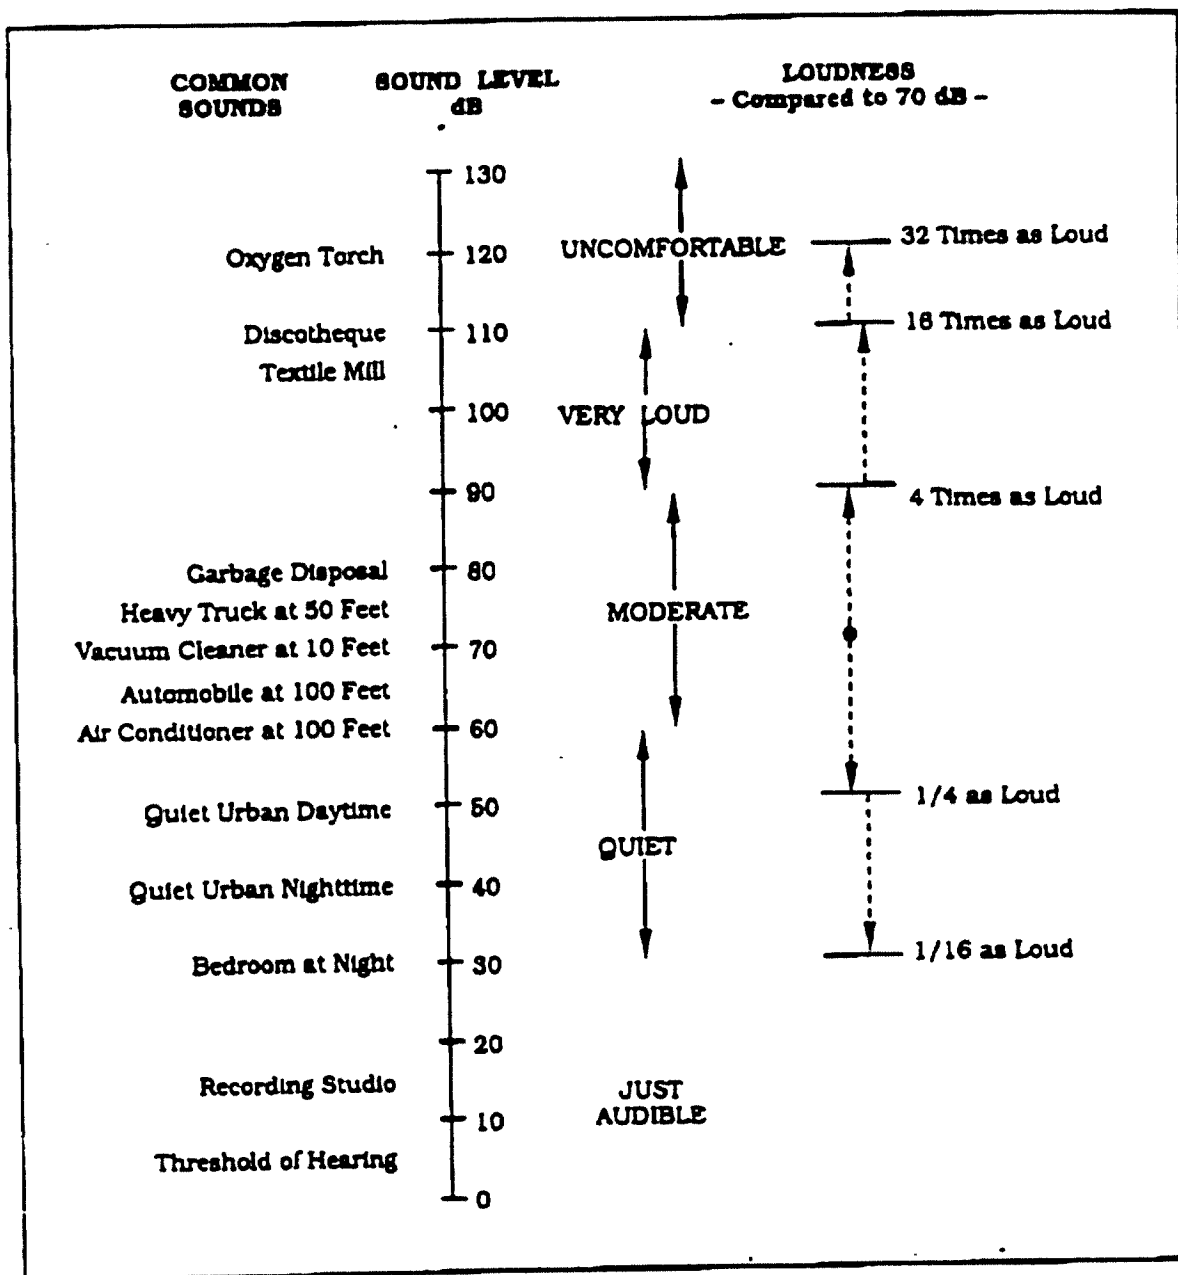 COMMON SOUND LEVEL LOUDNESS
SOUNDS dB - Compared to 70 dB -
130
Oxygen Torch 120 UNCOMFORTABLE 32 Times as Loud
Discotheque 110 16 Times as Loud
Textile Mill
100 VERY LOUD
90 4 Times as Loud
Garbage Disposal 80
Heavy Truck at 50 Feet MODERATE
Vacuum Cleaner at 10 Feet 70
Automobile at 100 Feet
Air Conditioner at 100 Feet 60
Quiet Urban Daytime 50 1/4 as Loud
QUIET
Quiet Urban Nighttime 40
Bedroom at Night 30 1/16 as Loud
20
Recording Studio JUST
AUDIBLE
10
Threshold of Hearing
0